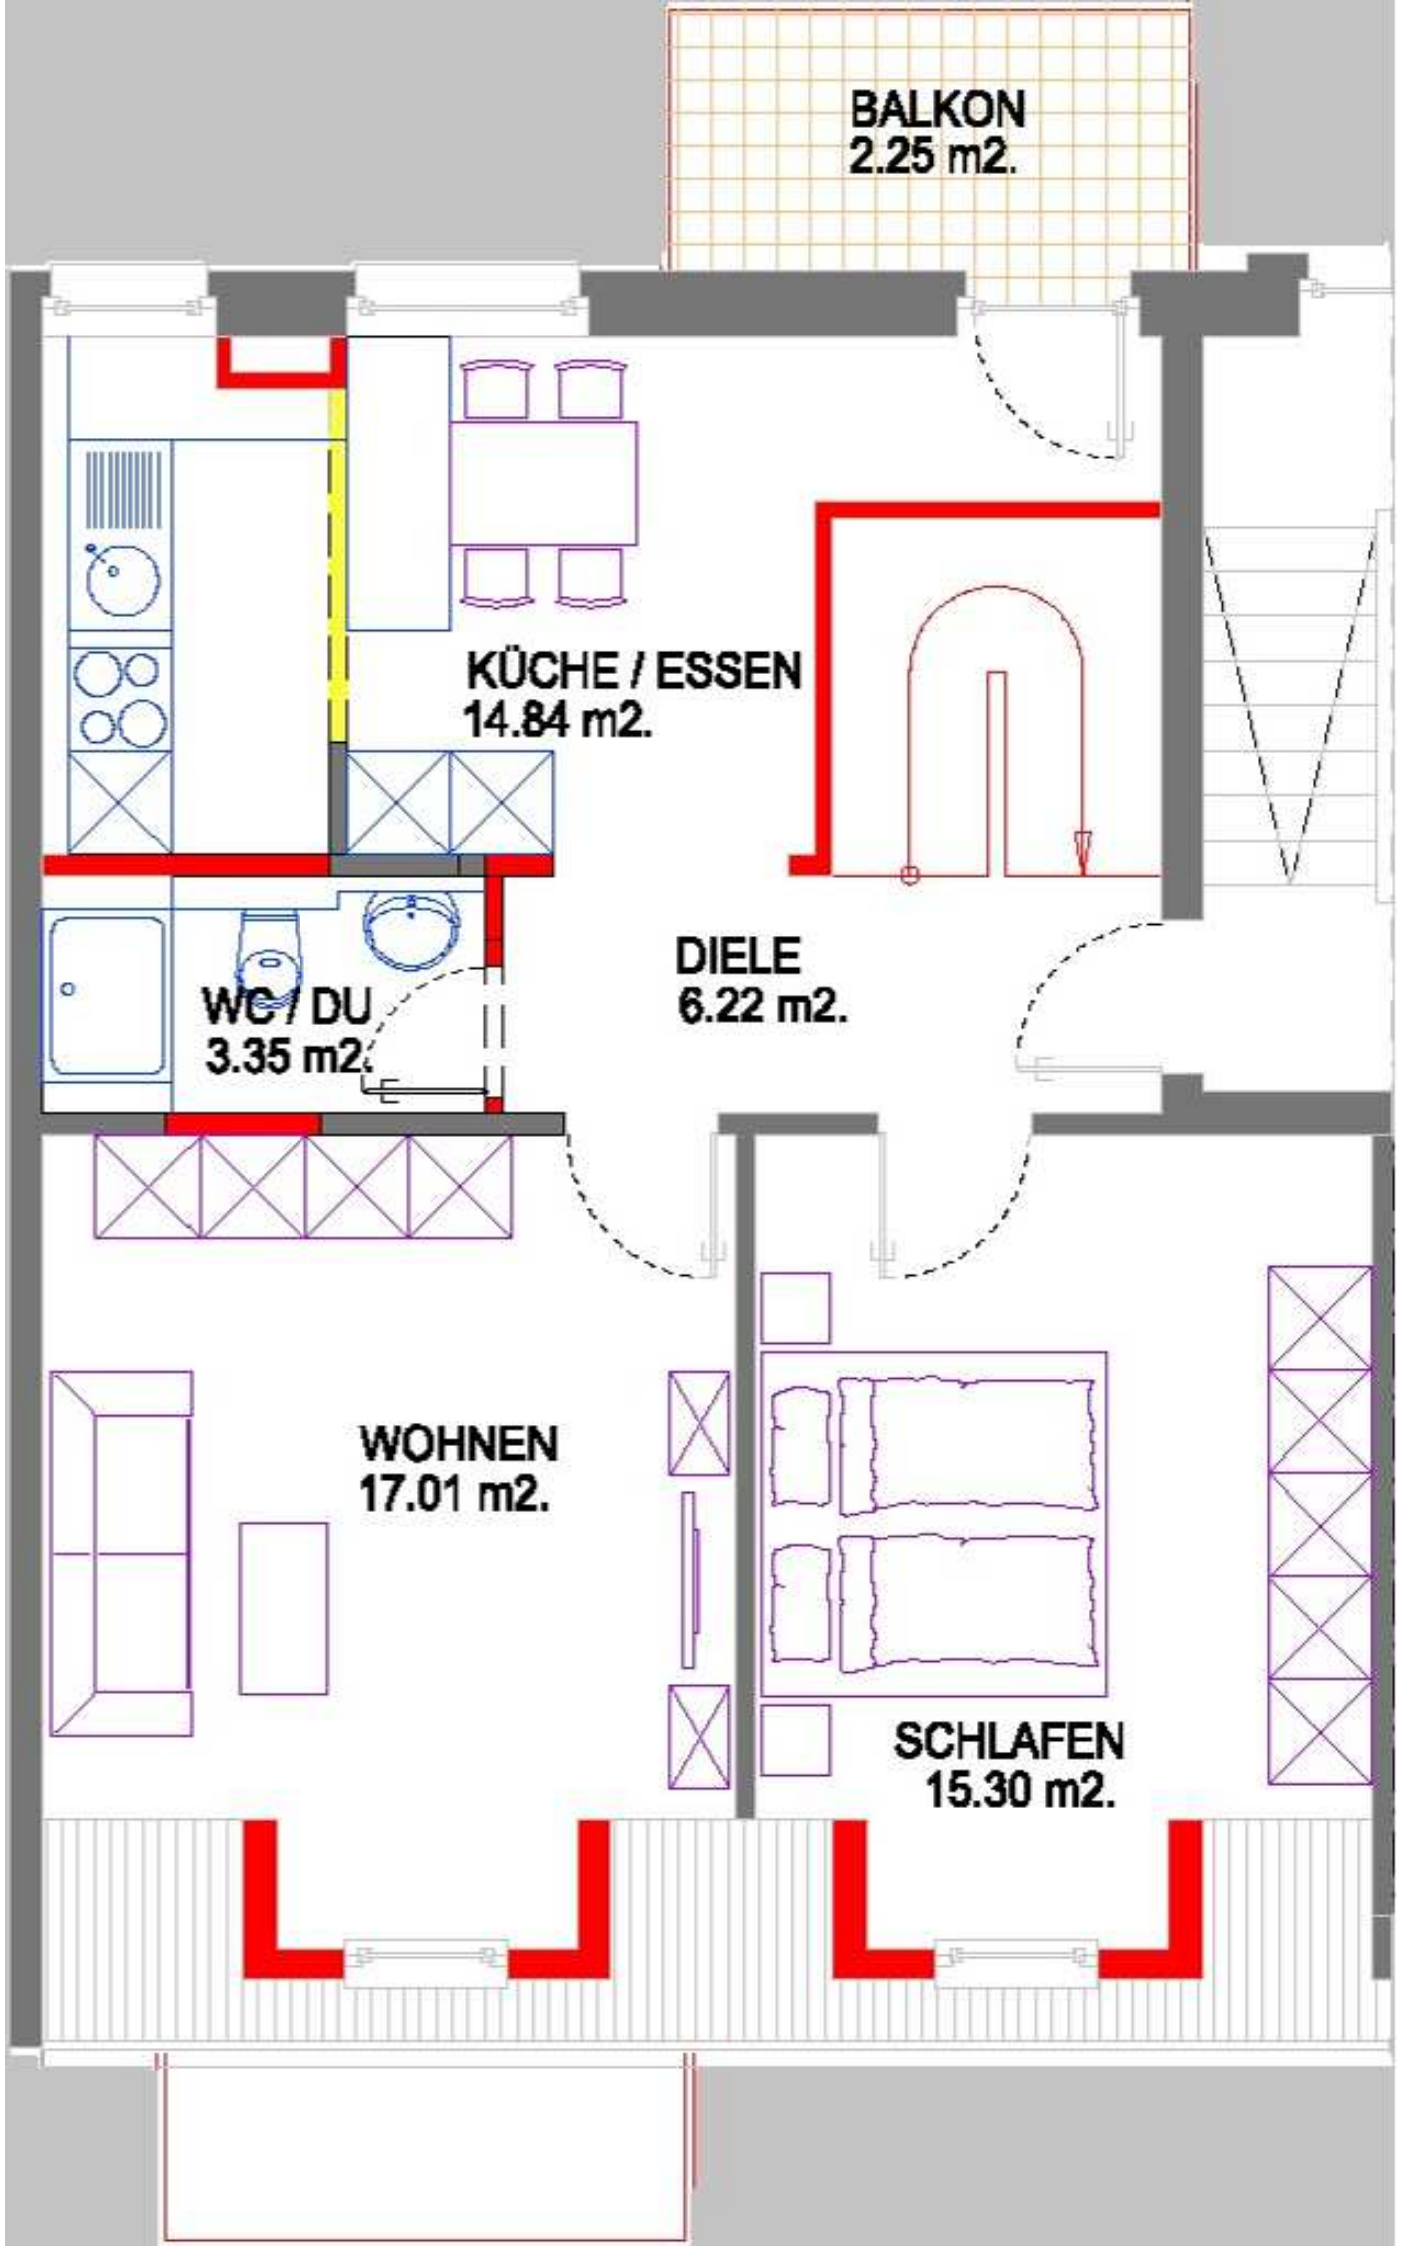 BALKON
2.25 m2.
KÜCHE / ESSEN
14.84 m2.
DIELE
6.22 m2.
WC / DU
3.35 m2.
WOHNEN
17.01 m2.
SCHLAFEN
15.30 m2.